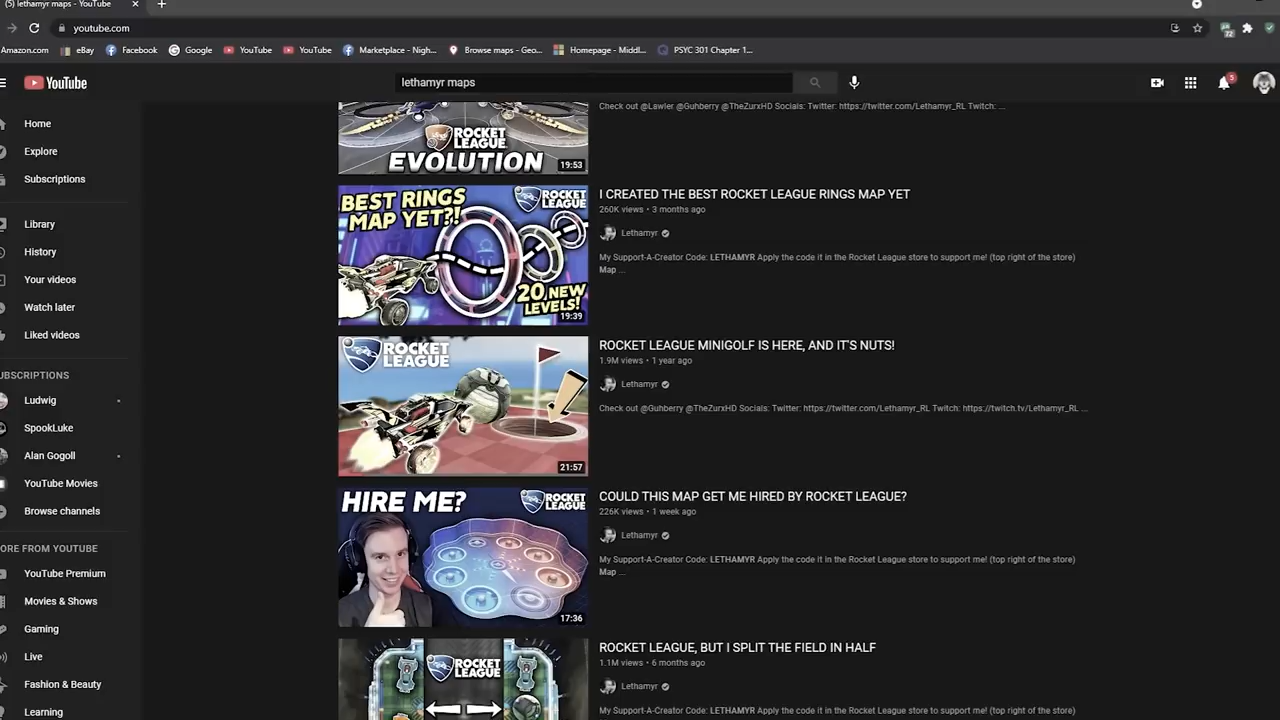 (5) lethamyr maps - YouTube
youtube.com
Amazon.com eBay Facebook Google YouTube YouTube Marketplace - Nigh... Browse maps - Geo... Homepage - Middl... PSYC 301 Chapter 1...
YouTube
lethamyr maps
72
5
Home
Explore
Subscriptions
Library
History
Your videos
Watch later
Liked videos
UBSCRIPTIONS
Ludwig
SpookLuke
Alan Gogoll
YouTube Movies
Browse channels
ORE FROM YOUTUBE
YouTube Premium
Movies & Shows
Gaming
Live
Fashion & Beauty
Learning
ROCKET
LEAGUE
EVOLUTION
19:53
Check out @Lawler @Guhberry @TheZurxHD Socials: Twitter: https://twitter.com/Lethamyr_RL Twitch: ...
BEST RINGS
MAP YET?!
ROCKET
LEAGUE
20 NEW
LEVELS!
19:39
I CREATED THE BEST ROCKET LEAGUE RINGS MAP YET
260K views • 3 months ago
Lethamyr
My Support-A-Creator Code: LETHAMYR Apply the code it in the Rocket League store to support me! (top right of the store)
Map ...
ROCKET
LEAGUE
21:57
ROCKET LEAGUE MINIGOLF IS HERE, AND IT'S NUTS!
1.9M views • 1 year ago
Lethamyr
Check out @Guhberry @TheZurxHD Socials: Twitter: https://twitter.com/Lethamyr_RL Twitch: https://twitch.tv/Lethamyr_RL ...
HIRE ME?
ROCKET
LEAGUE
17:36
COULD THIS MAP GET ME HIRED BY ROCKET LEAGUE?
226K views • 1 week ago
Lethamyr
My Support-A-Creator Code: LETHAMYR Apply the code it in the Rocket League store to support me! (top right of the store)
Map ...
ROCKET
LEAGUE
ROCKET LEAGUE, BUT I SPLIT THE FIELD IN HALF
1.1M views • 6 months ago
Lethamyr
My Support-A-Creator Code: LETHAMYR Apply the code it in the Rocket League store to support me! (top right of the store)